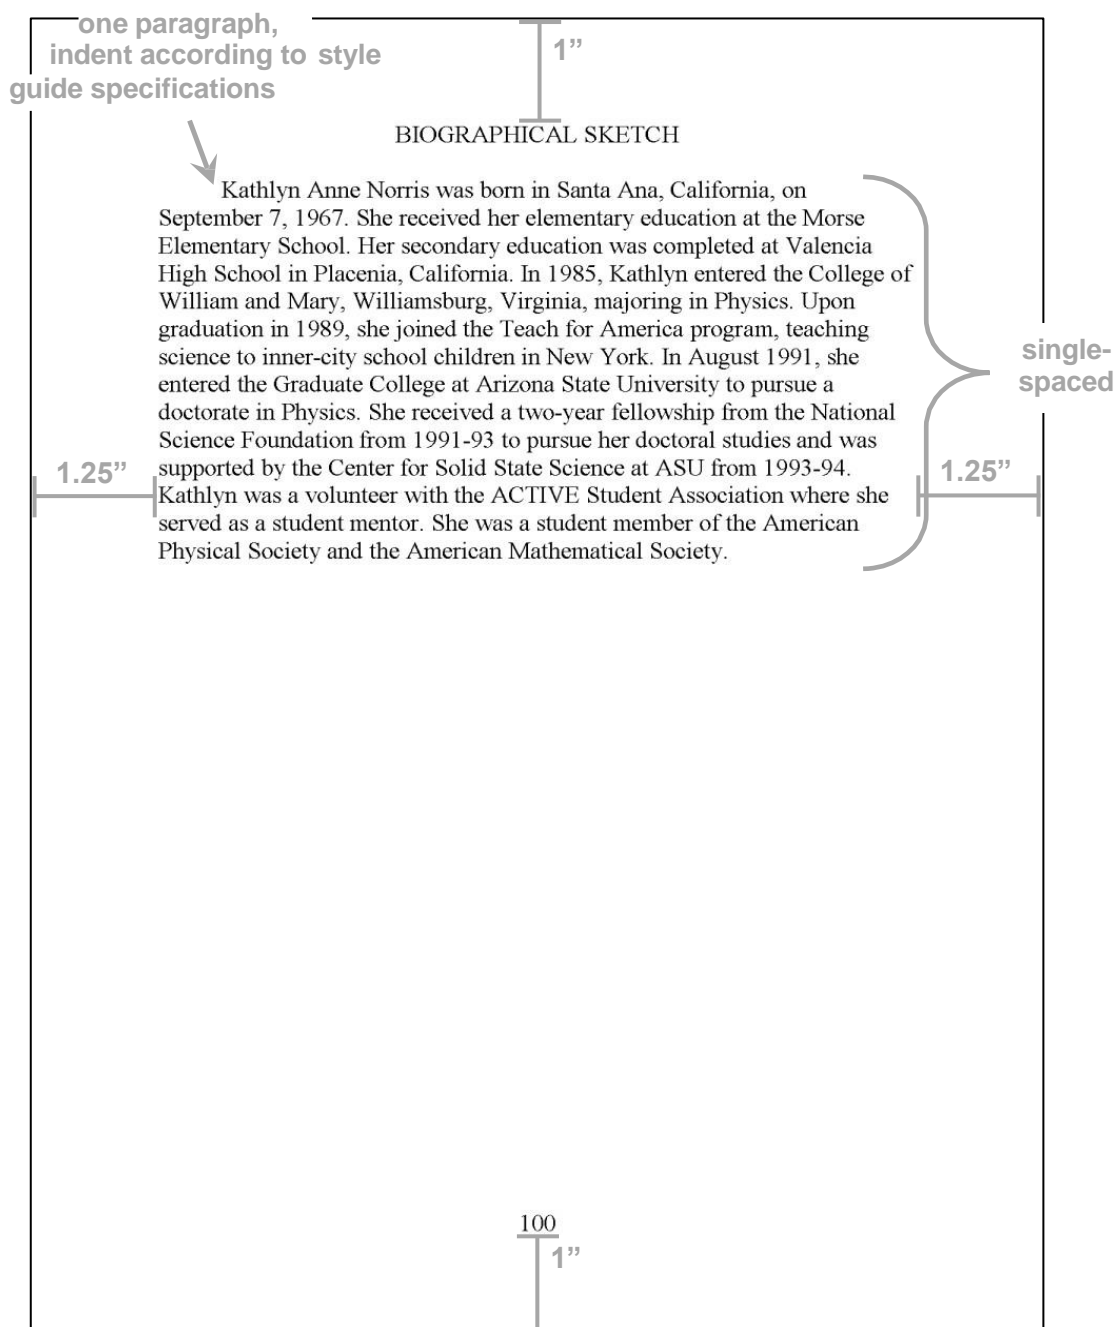 one paragraph,
indent according to style
guide specifications
1”
BIOGRAPHICAL SKETCH
Kathlyn Anne Norris was born in Santa Ana, California, on
September 7, 1967. She received her elementary education at the Morse
Elementary School. Her secondary education was completed at Valencia
High School in Placenia, California. In 1985, Kathlyn entered the College of
William and Mary, Williamsburg, Virginia, majoring in Physics. Upon
graduation in 1989, she joined the Teach for America program, teaching
science to inner-city school children in New York. In August 1991, she
entered the Graduate College at Arizona State University to pursue a
doctorate in Physics. She received a two-year fellowship from the National
Science Foundation from 1991-93 to pursue her doctoral studies and was
supported by the Center for Solid State Science at ASU from 1993-94.
Kathlyn was a volunteer with the ACTIVE Student Association where she
served as a student mentor. She was a student member of the American
Physical Society and the American Mathematical Society.
single-
spaced
1.25”
1.25”
100
1”